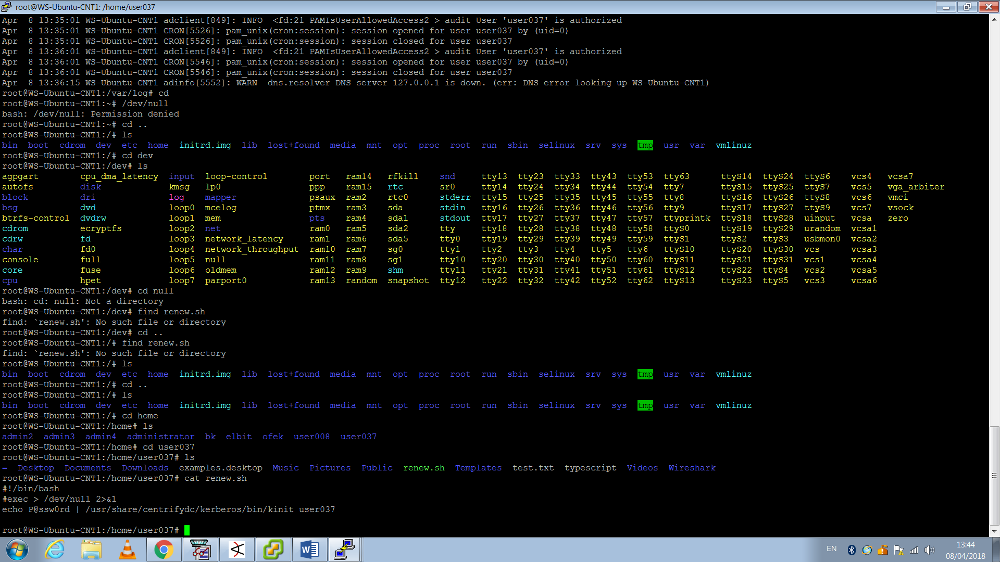 root@WS-Ubuntu-CNT1: /home/user037
Apr  8 13:35:01 WS-Ubuntu-CNT1 adclient[849]: INFO  <fd:21 PAMIsUserAllowedAccess2 > audit User 'user037' is authorized
Apr  8 13:35:01 WS-Ubuntu-CNT1 CRON[5526]: pam_unix(cron:session): session opened for user user037 by (uid=0)
Apr  8 13:35:01 WS-Ubuntu-CNT1 CRON[5526]: pam_unix(cron:session): session closed for user user037
Apr  8 13:36:01 WS-Ubuntu-CNT1 adclient[849]: INFO  <fd:21 PAMIsUserAllowedAccess2 > audit User 'user037' is authorized
Apr  8 13:36:01 WS-Ubuntu-CNT1 CRON[5546]: pam_unix(cron:session): session opened for user user037 by (uid=0)
Apr  8 13:36:01 WS-Ubuntu-CNT1 CRON[5546]: pam_unix(cron:session): session closed for user user037
Apr  8 13:36:15 WS-Ubuntu-CNT1 adinfo[5552]: WARN  dns.resolver DNS server 127.0.0.1 is down. (err: DNS error looking up WS-Ubuntu-CNT1)
root@WS-Ubuntu-CNT1:/var/log# cd
root@WS-Ubuntu-CNT1:~# /dev/null
bash: /dev/null: Permission denied
root@WS-Ubuntu-CNT1:~# cd ..
root@WS-Ubuntu-CNT1:/# ls
bin  boot  cdrom  dev  etc  home  initrd.img  lib  lost+found  media  mnt  opt  proc  root  run  sbin  selinux  srv  sys  tmp  usr  var  vmlinuz
root@WS-Ubuntu-CNT1:/# cd dev
root@WS-Ubuntu-CNT1:/dev# ls
agpgart cpu_dma_latency input loop-control port ram14 rfkill snd tty13 tty23 tty33 tty43 tty53 tty63 ttyS14 ttyS24 ttyS6 vcs4 vcsa7
autofs disk kmsg lp0 ppp ram15 rtc sr0 tty14 tty24 tty34 tty44 tty54 tty7 ttyS15 ttyS25 ttyS7 vcs5 vga_arbiter
block dri log mapper psaux ram2 rtc0 stderr tty15 tty25 tty35 tty45 tty55 tty8 ttyS16 ttyS26 ttyS8 vcs6 vmci
bsg dvd loop0 mcelog ptmx ram3 sda stdin tty16 tty26 tty36 tty46 tty56 tty9 ttyS17 ttyS27 ttyS9 vcs7 vsock
btrfs-control dvdrw loop1 mem pts ram4 sda1 stdout tty17 tty27 tty37 tty47 tty57 ttyprintk ttyS18 ttyS28 uinput vcsa zero
cdrom ecryptfs loop2 net ram0 ram5 sda2 tty tty18 tty28 tty38 tty48 tty58 ttyS0 ttyS19 ttyS29 urandom vcsa1
cdrw fd loop3 network_latency ram1 ram6 sda5 tty0 tty19 tty29 tty39 tty49 tty59 ttyS1 ttyS2 ttyS3 usbmon0 vcsa2
char fd0 loop4 network_throughput ram10 ram7 sg0 tty1 tty2 tty3 tty4 tty5 tty6 ttyS10 ttyS20 ttyS30 vcs vcsa3
console full loop5 null ram11 ram8 sg1 tty10 tty20 tty30 tty40 tty50 tty60 ttyS11 ttyS21 ttyS31 vcs1 vcsa4
core fuse loop6 oldmem ram12 ram9 shm tty11 tty21 tty31 tty41 tty51 tty61 ttyS12 ttyS22 ttyS4 vcs2 vcsa5
cpu hpet loop7 parport0 ram13 random snapshot tty12 tty22 tty32 tty42 tty52 tty62 ttyS13 ttyS23 ttyS5 vcs3 vcsa6
root@WS-Ubuntu-CNT1:/dev# cd null
bash: cd: null: Not a directory
root@WS-Ubuntu-CNT1:/dev# find renew.sh
find: `renew.sh': No such file or directory
root@WS-Ubuntu-CNT1:/dev# cd ..
root@WS-Ubuntu-CNT1:/# find renew.sh
find: `renew.sh': No such file or directory
root@WS-Ubuntu-CNT1:/# ls
bin  boot  cdrom  dev  etc  home  initrd.img  lib  lost+found  media  mnt  opt  proc  root  run  sbin  selinux  srv  sys  tmp  usr  var  vmlinuz
root@WS-Ubuntu-CNT1:/# cd ..
root@WS-Ubuntu-CNT1:/# ls
bin  boot  cdrom  dev  etc  home  initrd.img  lib  lost+found  media  mnt  opt  proc  root  run  sbin  selinux  srv  sys  tmp  usr  var  vmlinuz
root@WS-Ubuntu-CNT1:/# cd home
root@WS-Ubuntu-CNT1:/home# ls
admin2  admin3  admin4  administrator  bk  elbit  ofek  user008  user037
root@WS-Ubuntu-CNT1:/home# cd user037
root@WS-Ubuntu-CNT1:/home/user037# ls
=  Desktop  Documents  Downloads  examples.desktop  Music  Pictures  Public  renew.sh  Templates  test.txt  typescript  Videos  Wireshark
root@WS-Ubuntu-CNT1:/home/user037# cat renew.sh
#!/bin/bash
#exec > /dev/null 2>&1
echo P@ssw0rd | /usr/share/centrifydc/kerberos/bin/kinit user037
root@WS-Ubuntu-CNT1:/home/user037#
EN
13:44
08/04/2018